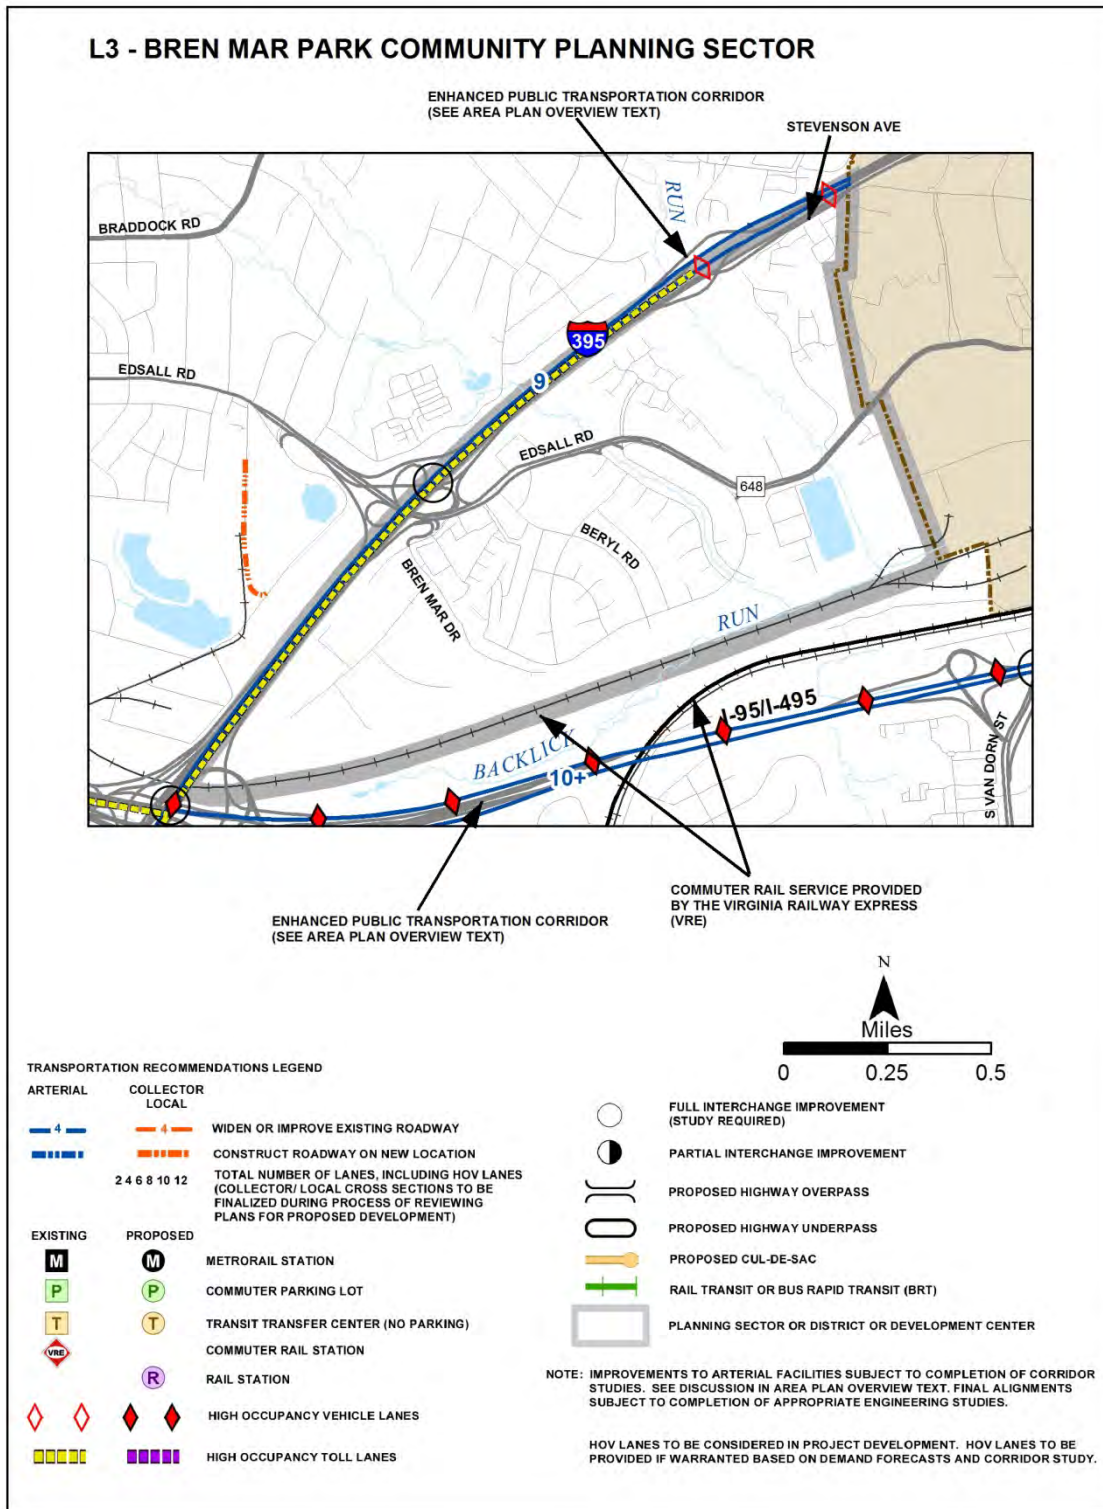 L3 - BREN MAR PARK COMMUNITY PLANNING SECTOR
ENHANCED PUBLIC TRANSPORTATION CORRIDOR
(SEE AREA PLAN OVERVIEW TEXT)
STEVENSON AVE
RUN
BRADDOCK RD
395
EDSALL RD
9
EDSALL RD
648
BERYL RD
BREN MAR DR
RUN
I-95/I-495
BACKLICK
10+
S VAN DORN ST
COMMUTER RAIL SERVICE PROVIDED
BY THE VIRGINIA RAILWAY EXPRESS
(VRE)
ENHANCED PUBLIC TRANSPORTATION CORRIDOR
(SEE AREA PLAN OVERVIEW TEXT)
N
Miles
0 0.25 0.5
TRANSPORTATION RECOMMENDATIONS LEGEND
ARTERIAL COLLECTOR
LOCAL
4 4 WIDEN OR IMPROVE EXISTING ROADWAY
CONSTRUCT ROADWAY ON NEW LOCATION
2 4 6 8 10 12 TOTAL NUMBER OF LANES, INCLUDING HOV LANES
(COLLECTOR/ LOCAL CROSS SECTIONS TO BE
FINALIZED DURING PROCESS OF REVIEWING
PLANS FOR PROPOSED DEVELOPMENT)
EXISTING PROPOSED
M M METRORAIL STATION
P P COMMUTER PARKING LOT
T T TRANSIT TRANSFER CENTER (NO PARKING)
VRE COMMUTER RAIL STATION
R RAIL STATION
HIGH OCCUPANCY VEHICLE LANES
HIGH OCCUPANCY TOLL LANES
FULL INTERCHANGE IMPROVEMENT
(STUDY REQUIRED)
PARTIAL INTERCHANGE IMPROVEMENT
PROPOSED HIGHWAY OVERPASS
PROPOSED HIGHWAY UNDERPASS
PROPOSED CUL-DE-SAC
RAIL TRANSIT OR BUS RAPID TRANSIT (BRT)
PLANNING SECTOR OR DISTRICT OR DEVELOPMENT CENTER
NOTE: IMPROVEMENTS TO ARTERIAL FACILITIES SUBJECT TO COMPLETION OF CORRIDOR
STUDIES. SEE DISCUSSION IN AREA PLAN OVERVIEW TEXT. FINAL ALIGNMENTS
SUBJECT TO COMPLETION OF APPROPRIATE ENGINEERING STUDIES.
HOV LANES TO BE CONSIDERED IN PROJECT DEVELOPMENT. HOV LANES TO BE
PROVIDED IF WARRANTED BASED ON DEMAND FORECASTS AND CORRIDOR STUDY.